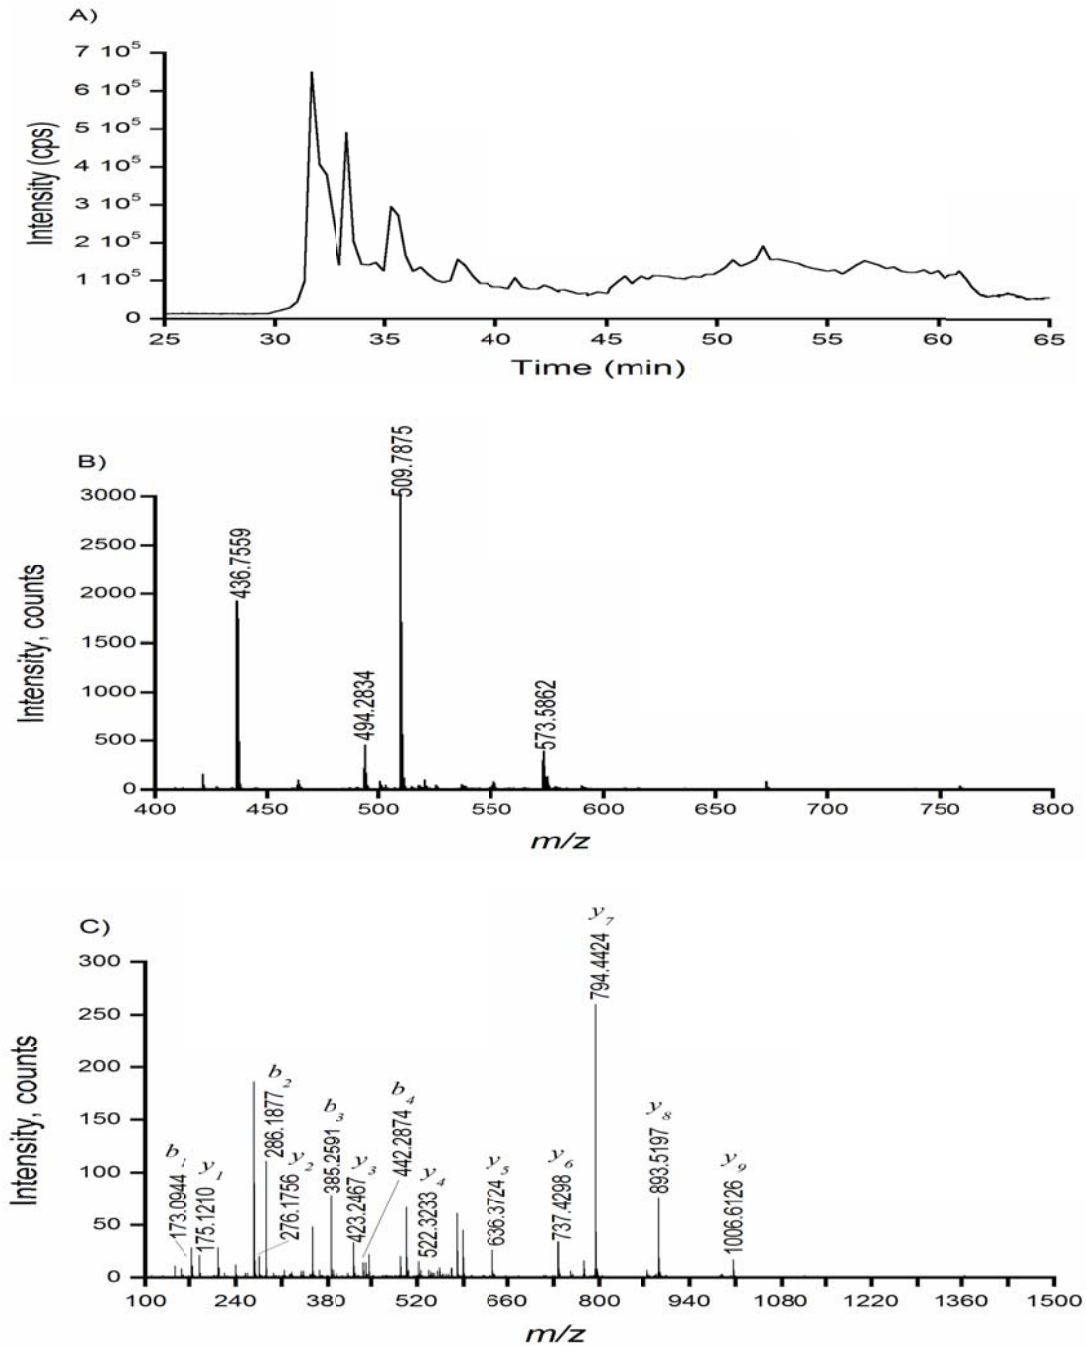 A)
7 10⁵
6 10⁵
5 10⁵
4 10⁵
3 10⁵
2 10⁵
1 10⁵
0
Intensity (cps)
25 30 35 40 45 50 55 60 65
Time (min)
B)
3000
2500
2000
1500
1000
500
0
Intensity, counts
436.7559
494.2834
509.7875
573.5862
400 450 500 550 600 650 700 750 800
m/z
C)
300
250
200
150
100
50
0
Intensity, counts
b₁ 173.0944
y₁ 175.1210
b₂ 286.1877
y₂ 276.1756
b₃ 385.2591
y₃ 423.2467
b₄ 442.2874
y₄ 522.3233
y₅ 636.3724
y₆ 737.4298
y₇ 794.4424
y₈ 893.5197
y₉ 1006.6126
100 240 380 520 660 800 940 1080 1220 1360 1500
m/z